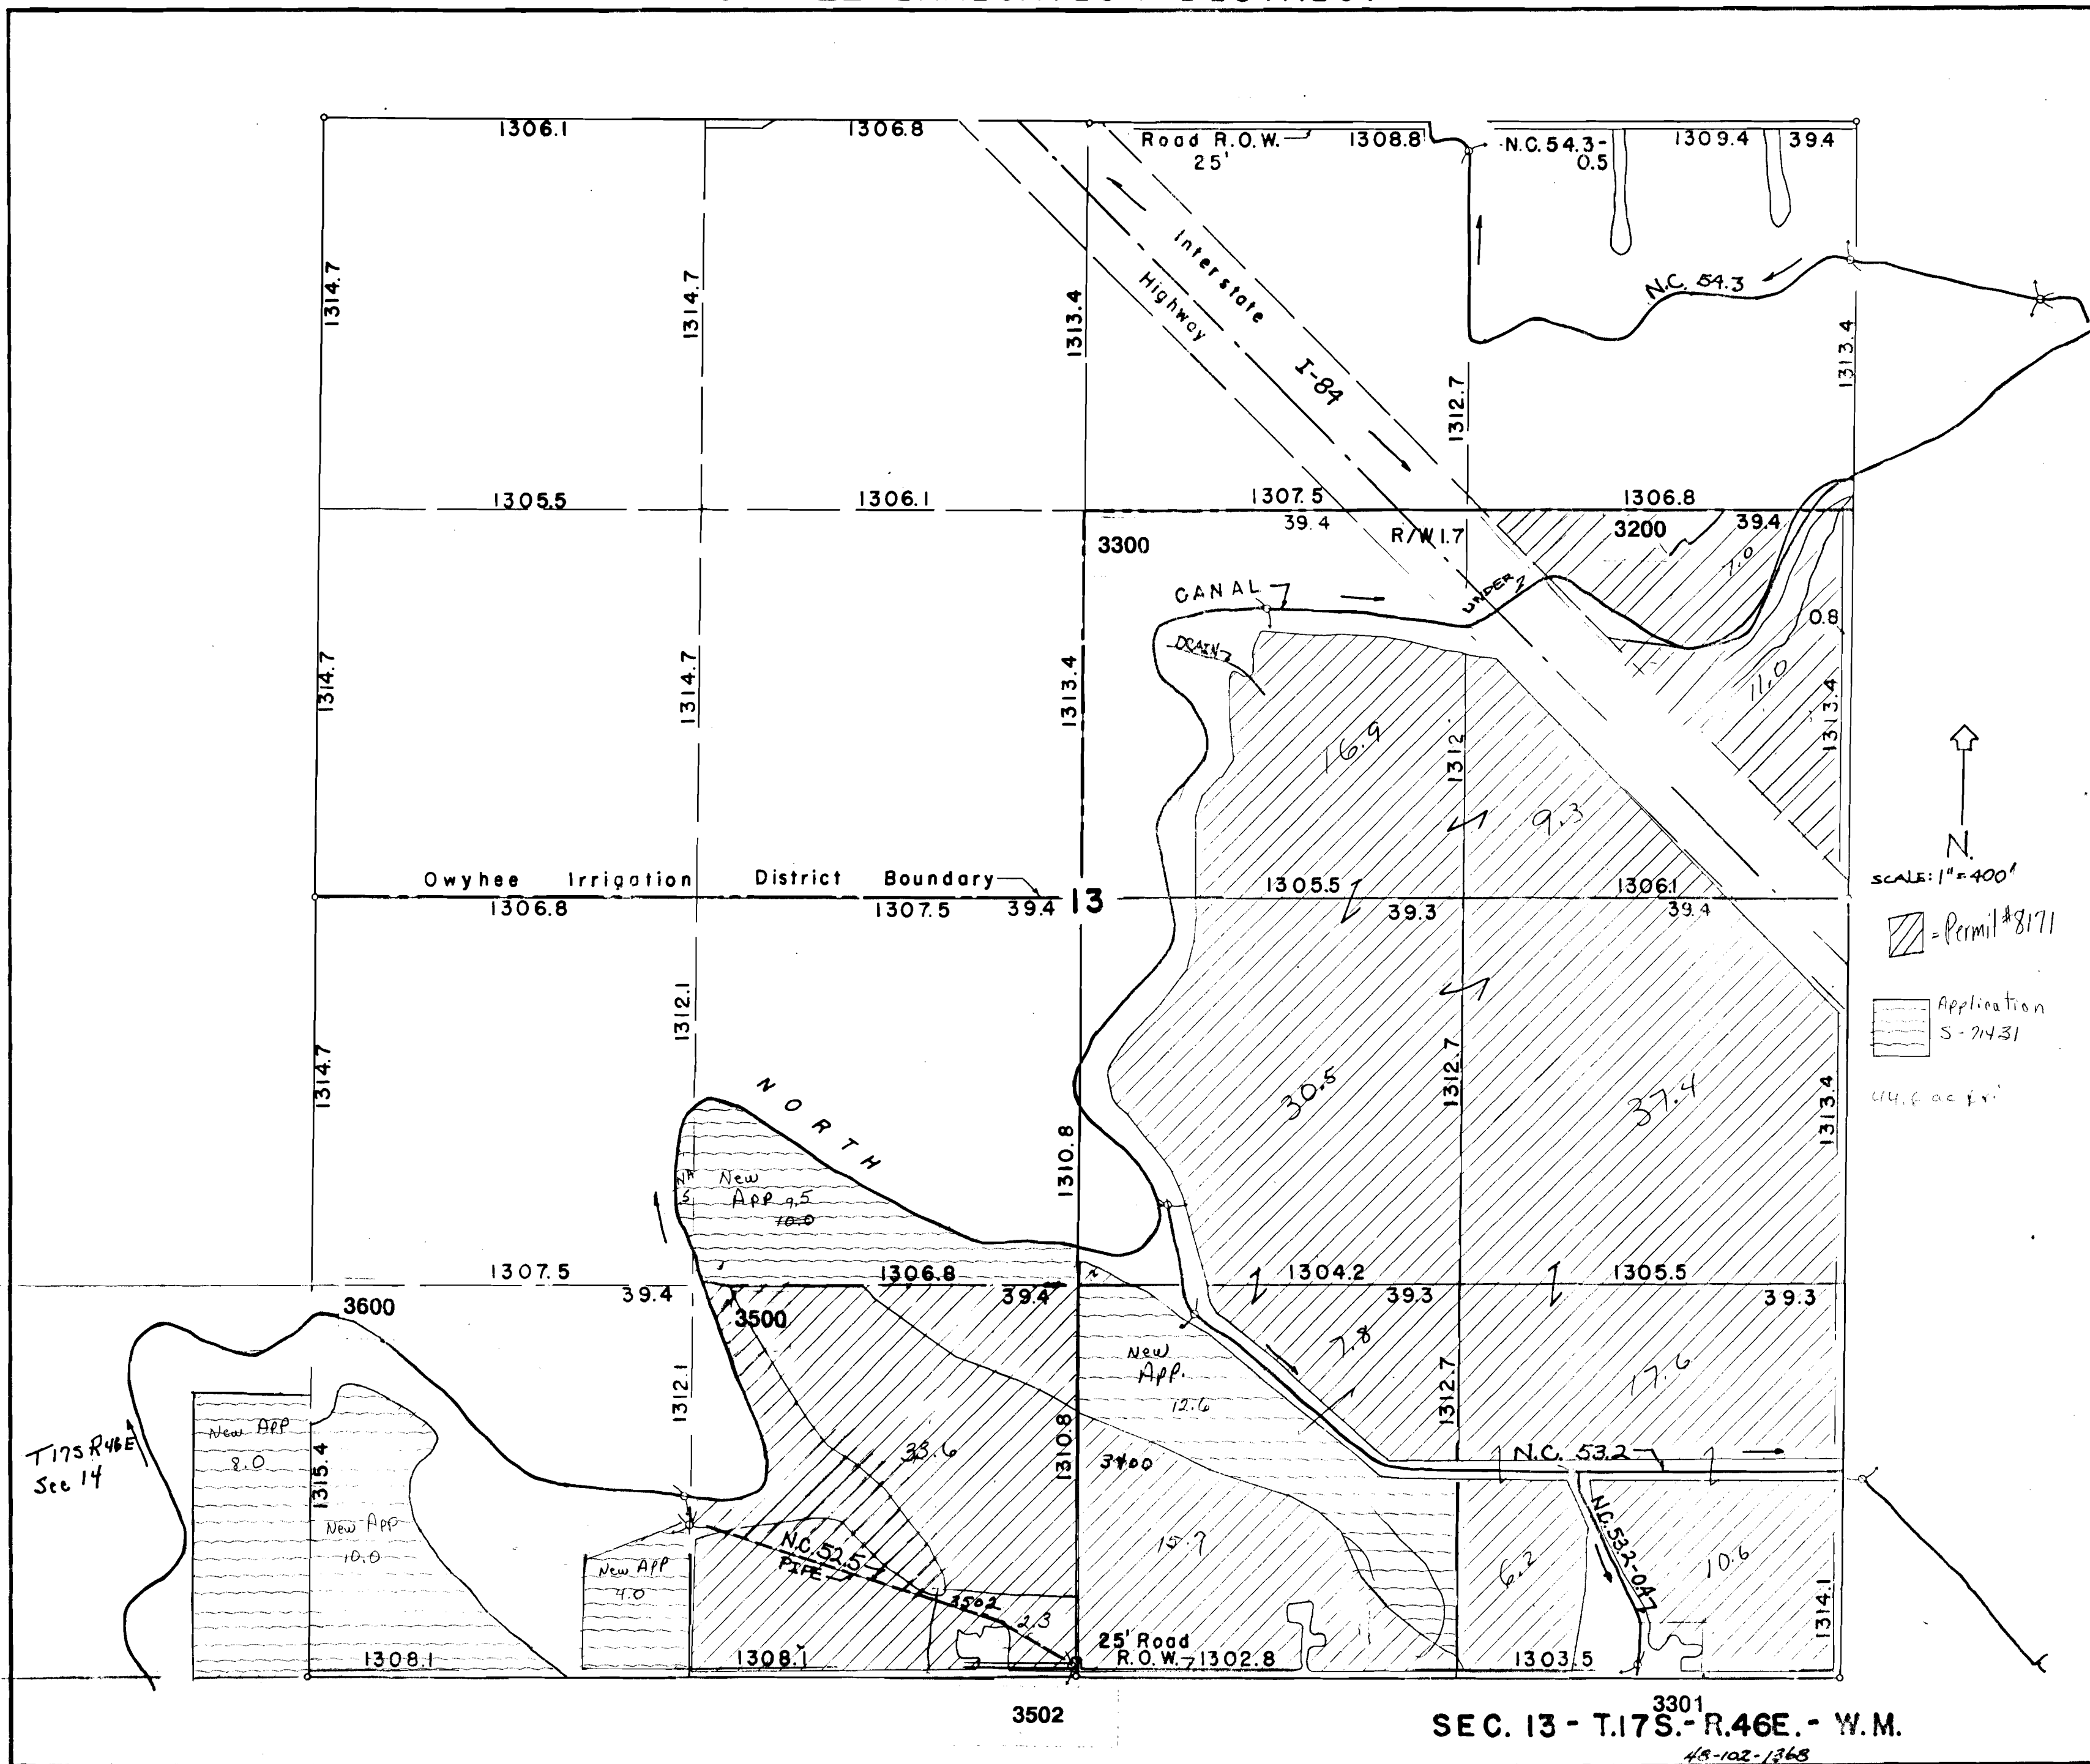 1306.1
1306.8
Road R.O.W.
25'
1308.8
N.C. 54.3-
0.5
1309.4
39.4
1314.7
1314.7
1313.4
Interstate
Highway
I-84
N.C. 54.3
1313.4
1312.7
1305.5
1306.1
1307.5
39.4
R/W 1.7
1306.8
39.4
3200
3300
7.0
CANAL
UNDER
DRAIN
0.8
11.0
1314.7
1314.7
1313.4
1313.4
16.9
1312.
9.3
N.
SCALE: 1" = 400'
Owyhee Irrigation District Boundary
1306.8
1307.5
39.4
13
1305.5
39.3
1306.1
39.4
= Permit #8171
Application
S-71431
1312.1
1314.7
1312.7
1313.4
30.5
37.4
NORTH
1310.8
New
App 9.5
10.0
1307.5
39.4
1306.8
39.4
1304.2
39.3
1305.5
39.3
3600
3500
7.8
17.6
New
App.
12.6
1312.1
1312.7
1310.8
33.6
3400
N.C. 53.2
T17S R46E
Sec 14
New App
8.0
1315.4
New App
10.0
New App
4.0
N.C. 52.5
PIPE
3502
2.3
15.7
6.2
N.C. 53.2-0.47
10.6
1314.1
1308.1
1308.1
25' Road
R.O.W. 1302.8
1303.5
3502
3301
SEC. 13 - T.17S.- R.46E.- W.M.
48-102-1368